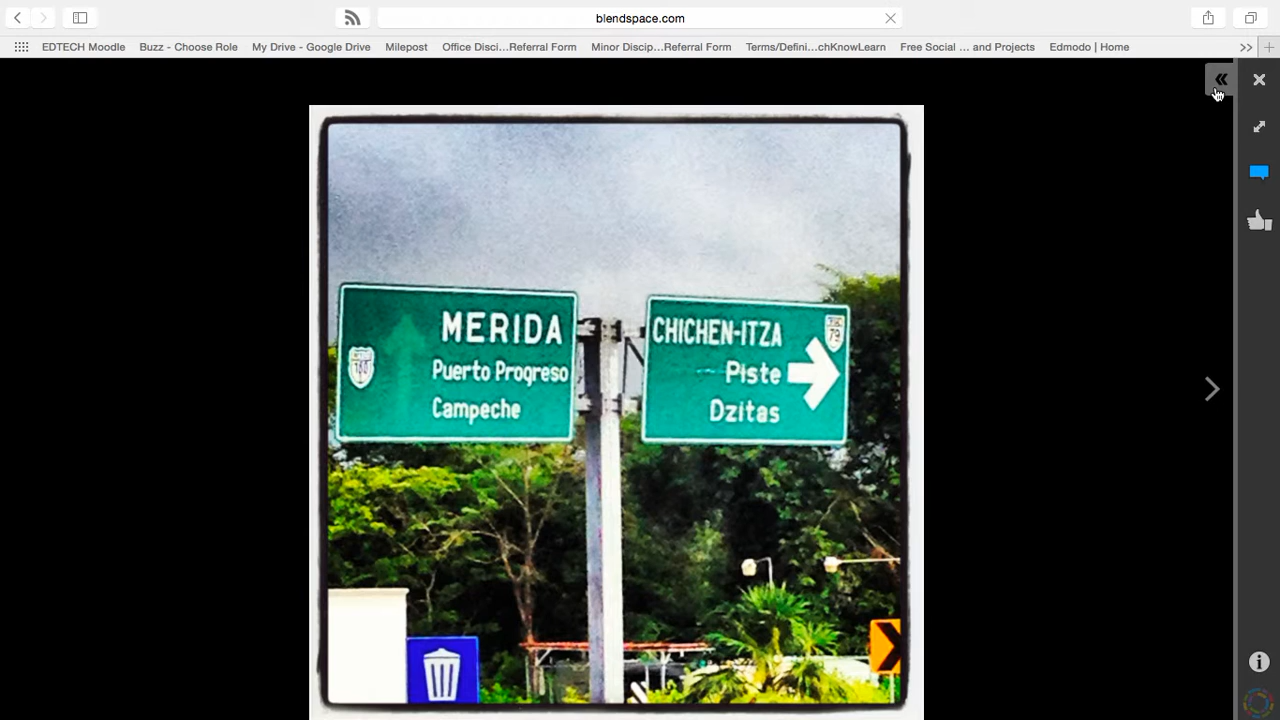 blendspace.com
EDTECH Moodle Buzz - Choose Role My Drive - Google Drive Milepost Office Disci...Referral Form Minor Discip...Referral Form Terms/Defini...chKnowLearn Free Social ... and Projects Edmodo | Home
MERIDA
Puerto Progreso
Campeche
CHICHEN-ITZA
79
Piste
Dzitas